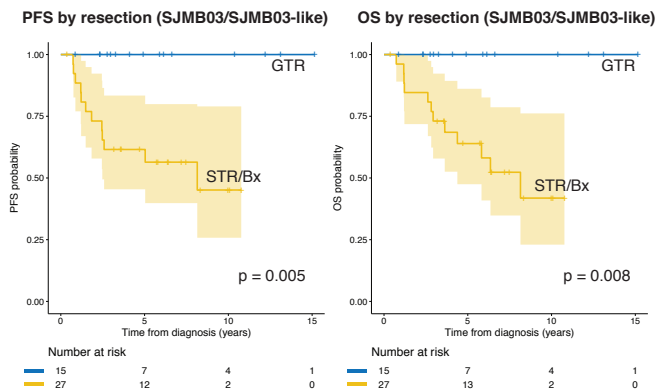 PFS by resection (SJMB03/SJMB03-like)
1.00
0.75
0.50
0.25
0.00
PFS probability
GTR
STR/Bx
p = 0.005
0 5 10 15
Time from diagnosis (years)
Number at risk
15 7 4 1
27 12 2 0
OS by resection (SJMB03/SJMB03-like)
1.00
0.75
0.50
0.25
0.00
OS probability
GTR
STR/Bx
p = 0.008
0 5 10 15
Time from diagnosis (years)
Number at risk
15 7 4 1
27 13 2 0